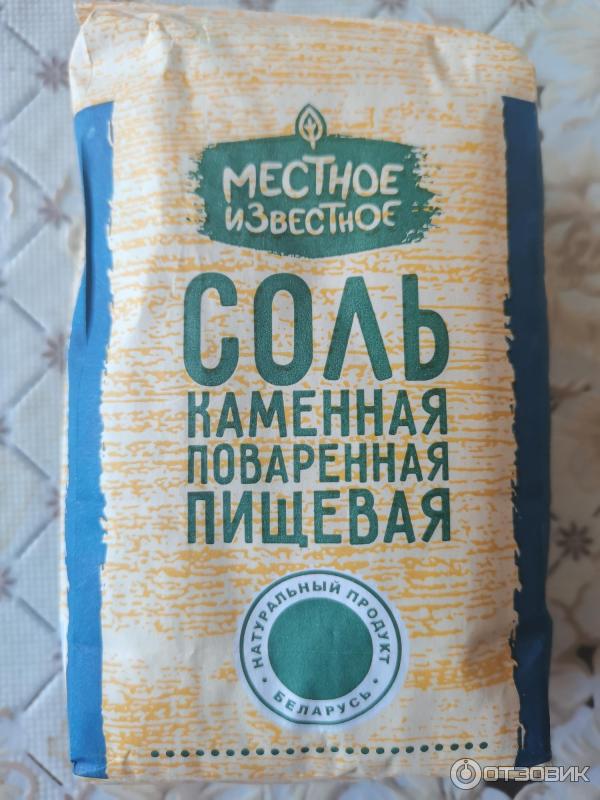 МЕСТНОЕ
ИЗВЕСТНОЕ
СОЛЬ
КАМЕННАЯ
ПОВАРЕННАЯ
ПИЩЕВАЯ
НАТУРАЛЬНЫЙ ПРОДУКТ
БЕЛАРУСЬ
ОТЗОВИК